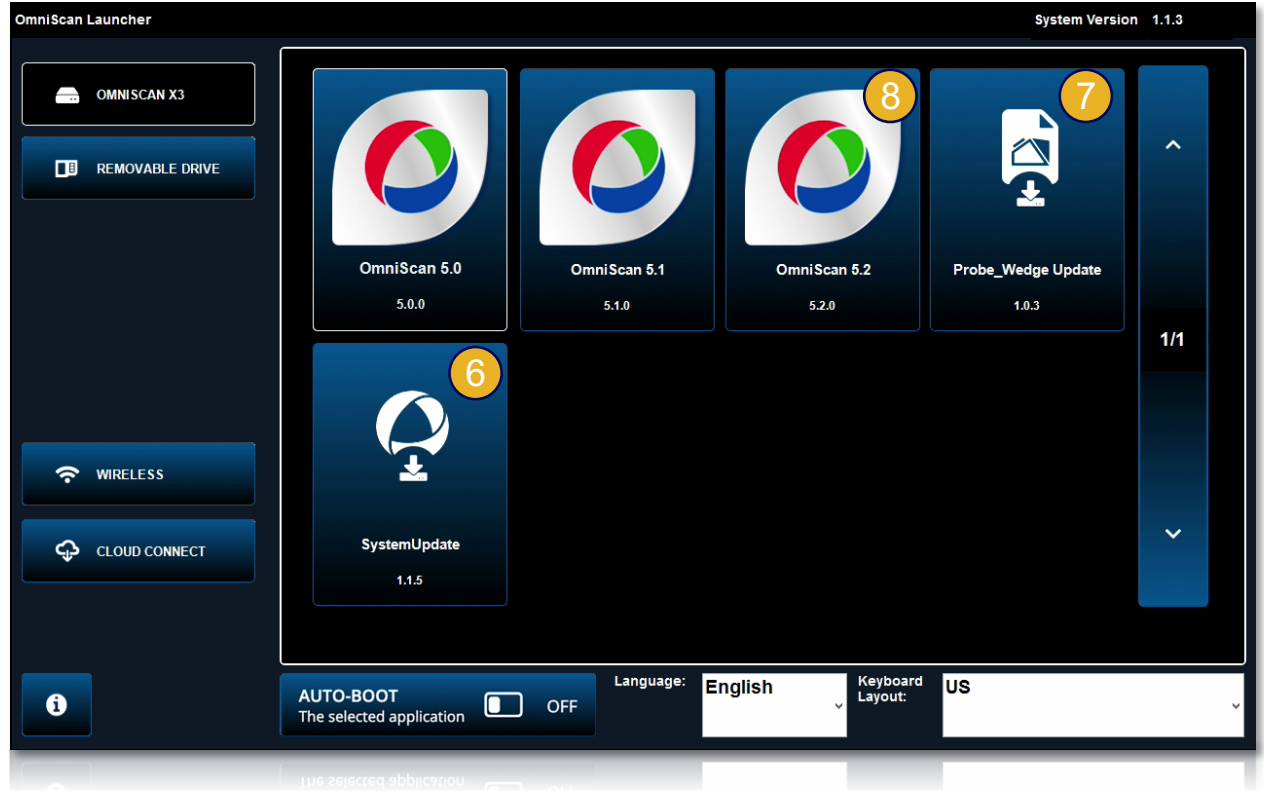 OmniScan Launcher
System Version 1.1.3
OMNISCAN X3
REMOVABLE DRIVE
WIRELESS
CLOUD CONNECT
8
7
OmniScan 5.0
OmniScan 5.1
OmniScan 5.2
Probe_Wedge Update
5.0.0
5.1.0
5.2.0
1.0.3
1/1
6
SystemUpdate
1.1.5
AUTO-BOOT
The selected application
OFF
Language:
English
Keyboard
Layout:
US